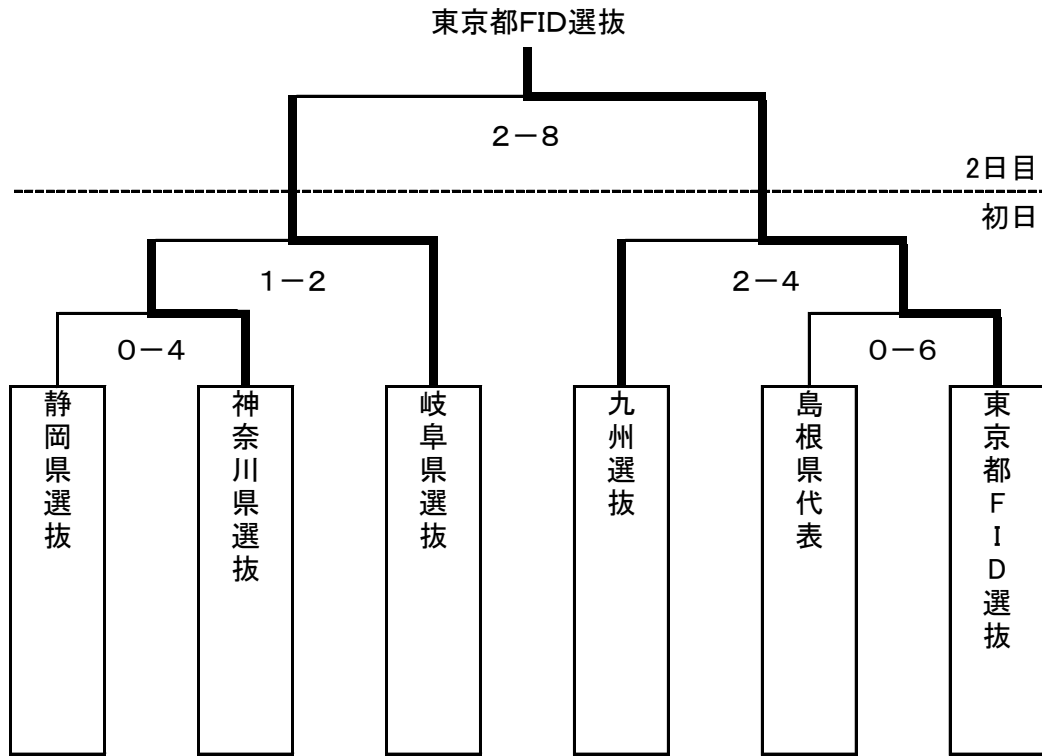 東京都FID選抜
２－８
2日目
初日
１－２
２－４
０－４
０－６
静岡県選抜
神奈川県選抜
岐阜県選抜
九州選抜
島根県代表
東京都FID選抜